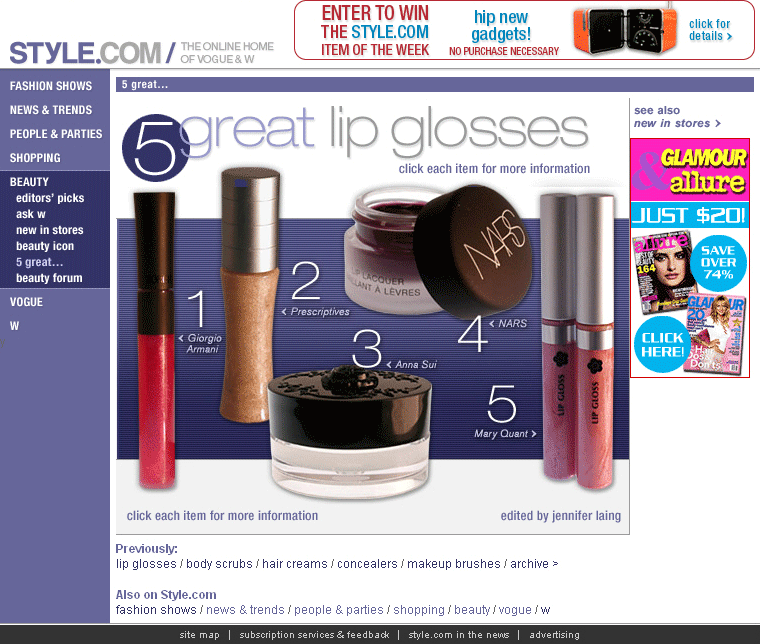 ENTER TO WIN
THE STYLE.COM
ITEM OF THE WEEK
hip new
gadgets!
NO PURCHASE NECESSARY
click for
details >
STYLE.COM / THE ONLINE HOME
OF VOGUE & W
FASHION SHOWS
NEWS & TRENDS
PEOPLE & PARTIES
SHOPPING
BEAUTY
editors' picks
ask w
new in stores
beauty icon
5 great...
beauty forum
VOGUE
W
5 great...
5 great lip glosses
click each item for more information
1
< Giorgio
Armani
2
< Prescriptives
3
< Anna Sui
4
< NARS
5
Mary Quant >
NARS
LIP LACQUER
LIP GLOSS
LIP GLOSS
click each item for more information
edited by jennifer laing
see also
new in stores >
GLAMOUR
& allure
JUST $20!
allure
164
SAVE
OVER
74%
GLAMOUR
20
CLICK
HERE!
Previously:
lip glosses / body scrubs / hair creams / concealers / makeup brushes / archive >
Also on Style.com
fashion shows / news & trends / people & parties / shopping / beauty / vogue / w
site map | subscription services & feedback | style.com in the news | advertising